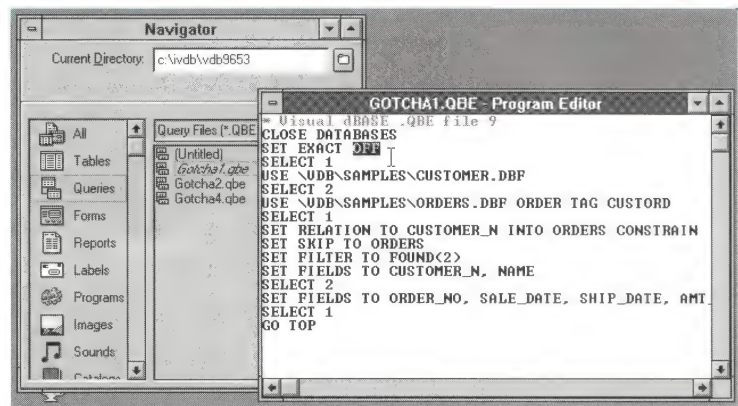 Navigator
Current Directory: c:\ivdb\vdb9653
All
Tables
Queries
Forms
Reports
Labels
Programs
Images
Sounds
Catalogs
Query Files (*.QBE
(Untitled)
Gotcha1.qbe
Gotcha2.qbe
Gotcha4.qbe
GOTCHA1.QBE - Program Editor
* Visual dBASE .QBE file 9
CLOSE DATABASES
SET EXACT OFF
SELECT 1
USE \VDB\SAMPLES\CUSTOMER.DBF
SELECT 2
USE \VDB\SAMPLES\ORDERS.DBF ORDER TAG CUSTORD
SELECT 1
SET RELATION TO CUSTOMER_N INTO ORDERS CONSTRAIN
SET SKIP TO ORDERS
SET FILTER TO FOUND(2)
SET FIELDS TO CUSTOMER_N, NAME
SELECT 2
SET FIELDS TO ORDER_NO, SALE_DATE, SHIP_DATE, AMT_
SELECT 1
GO TOP